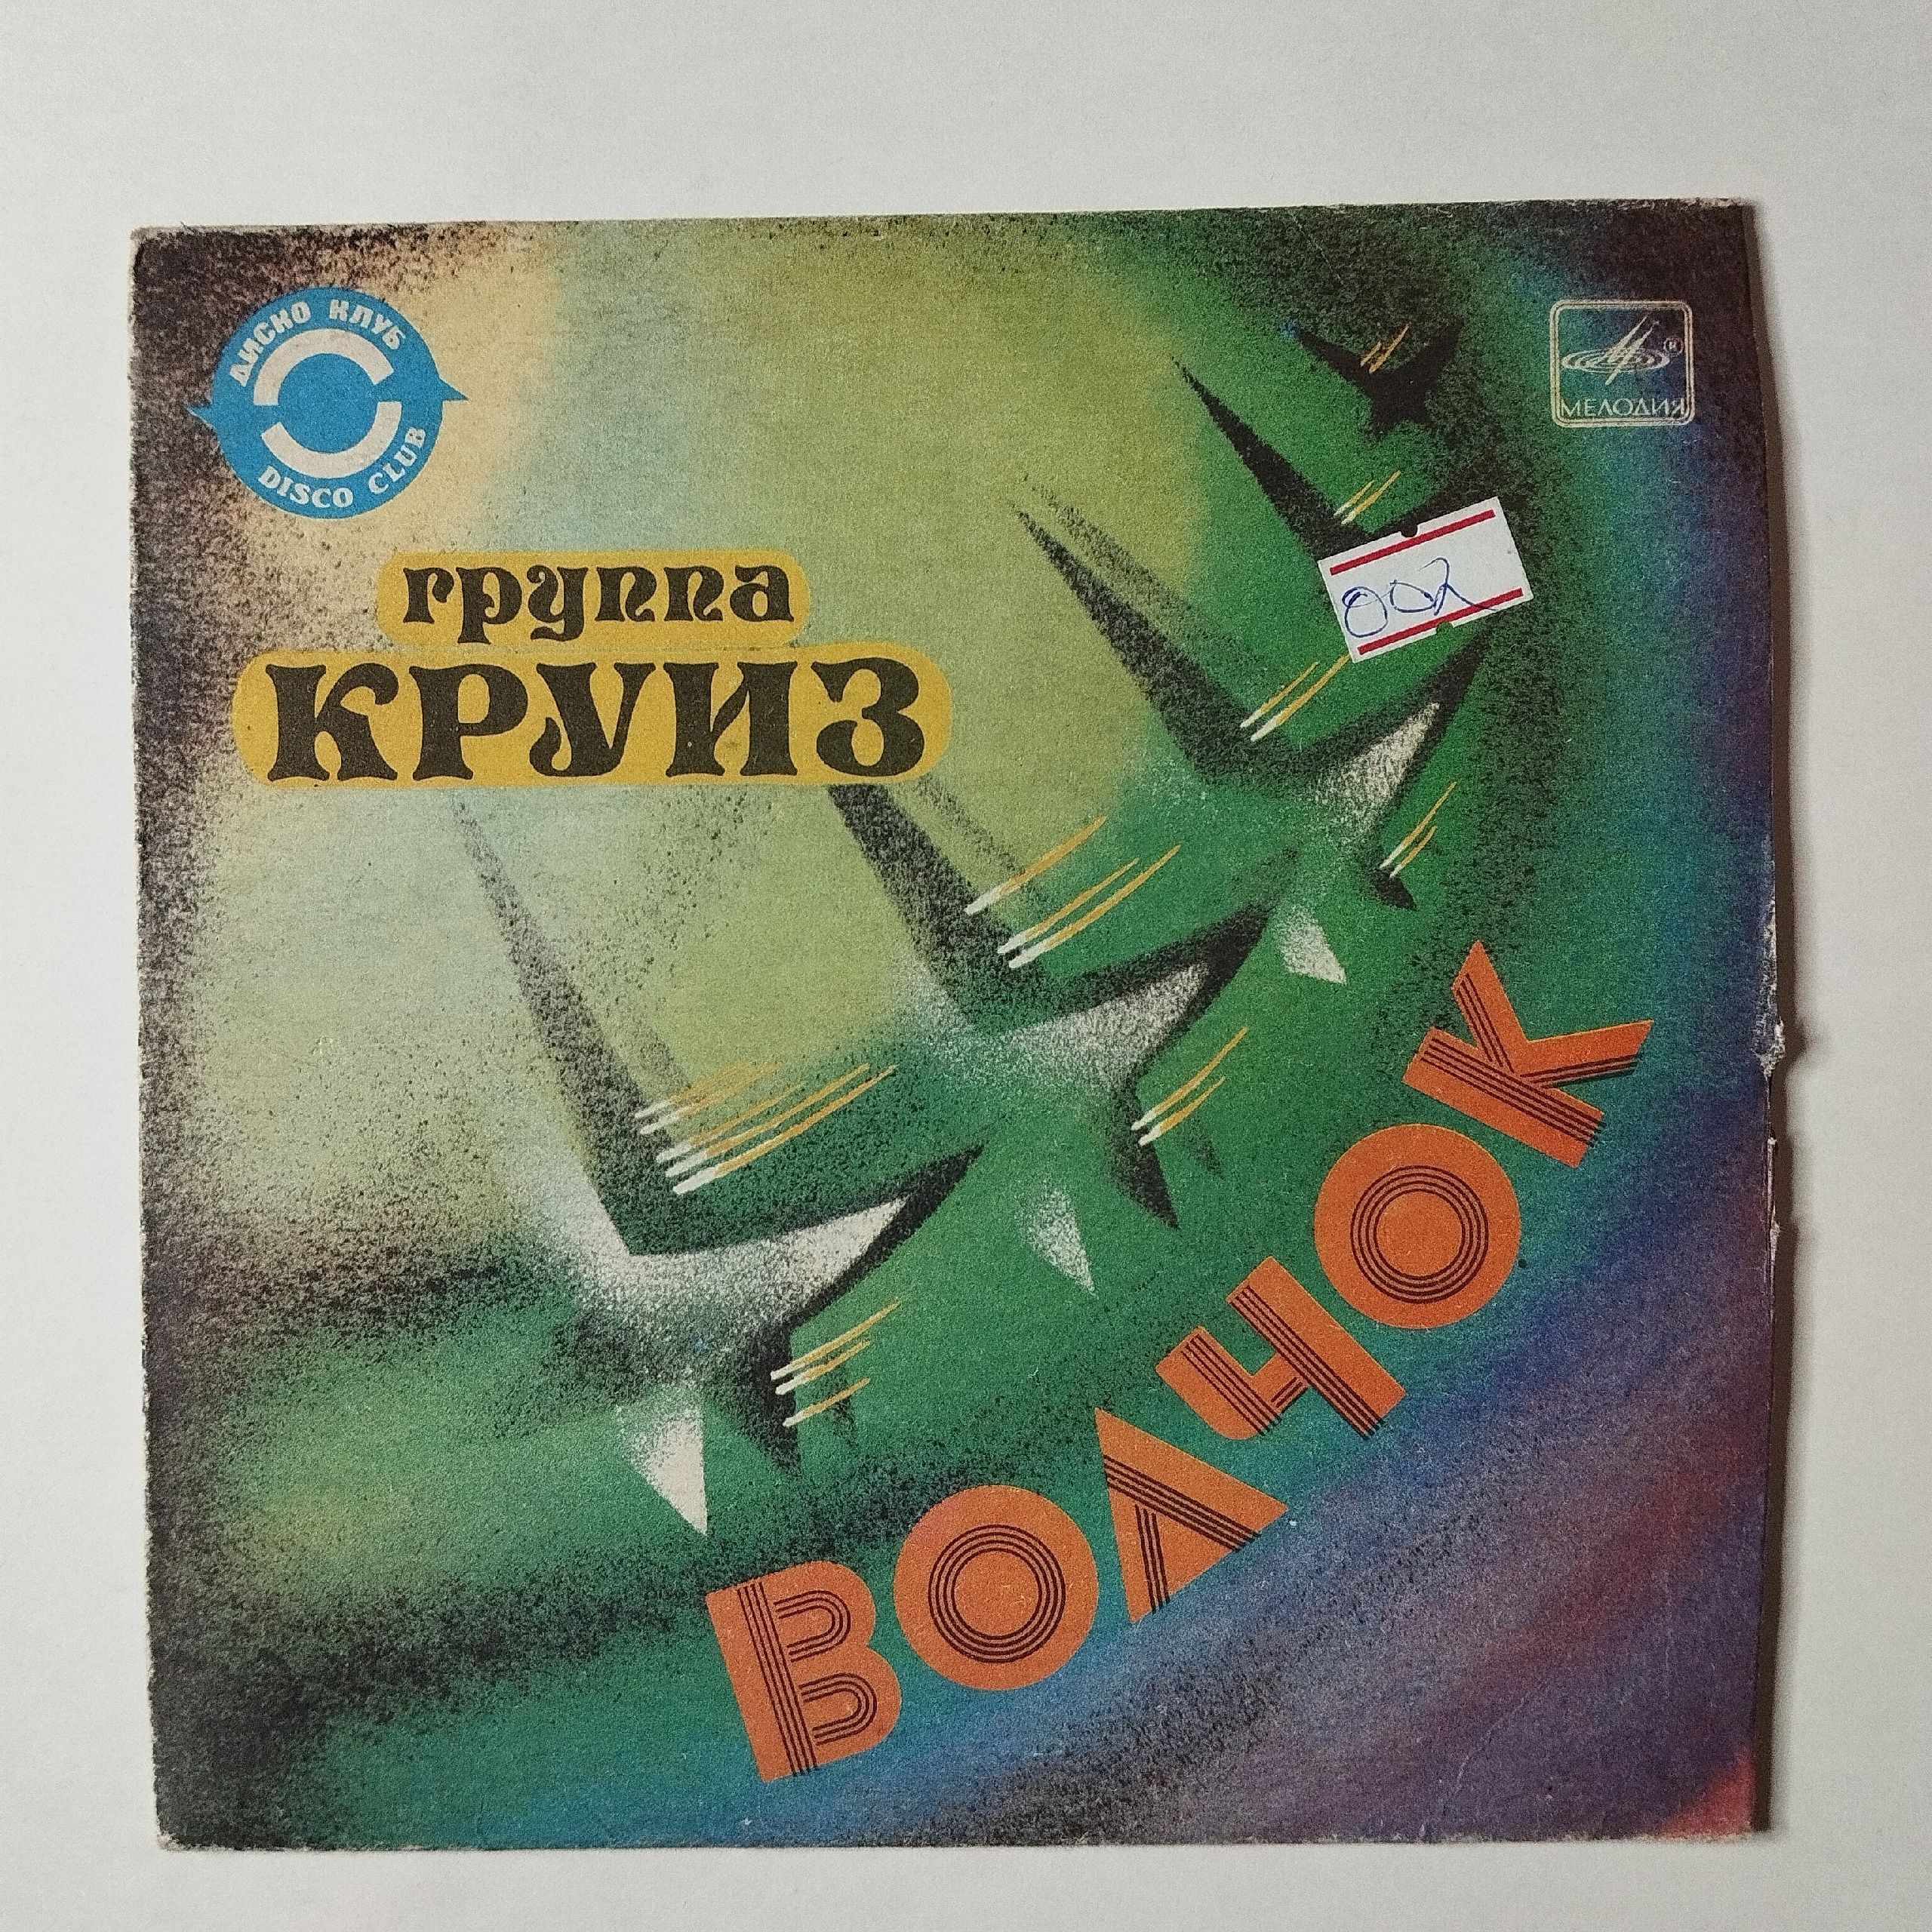 ДИСКО КЛУБ
DISCO CLUB
МЕЛОДИЯ
группа
КРУИЗ
002
ВОЛЧОК